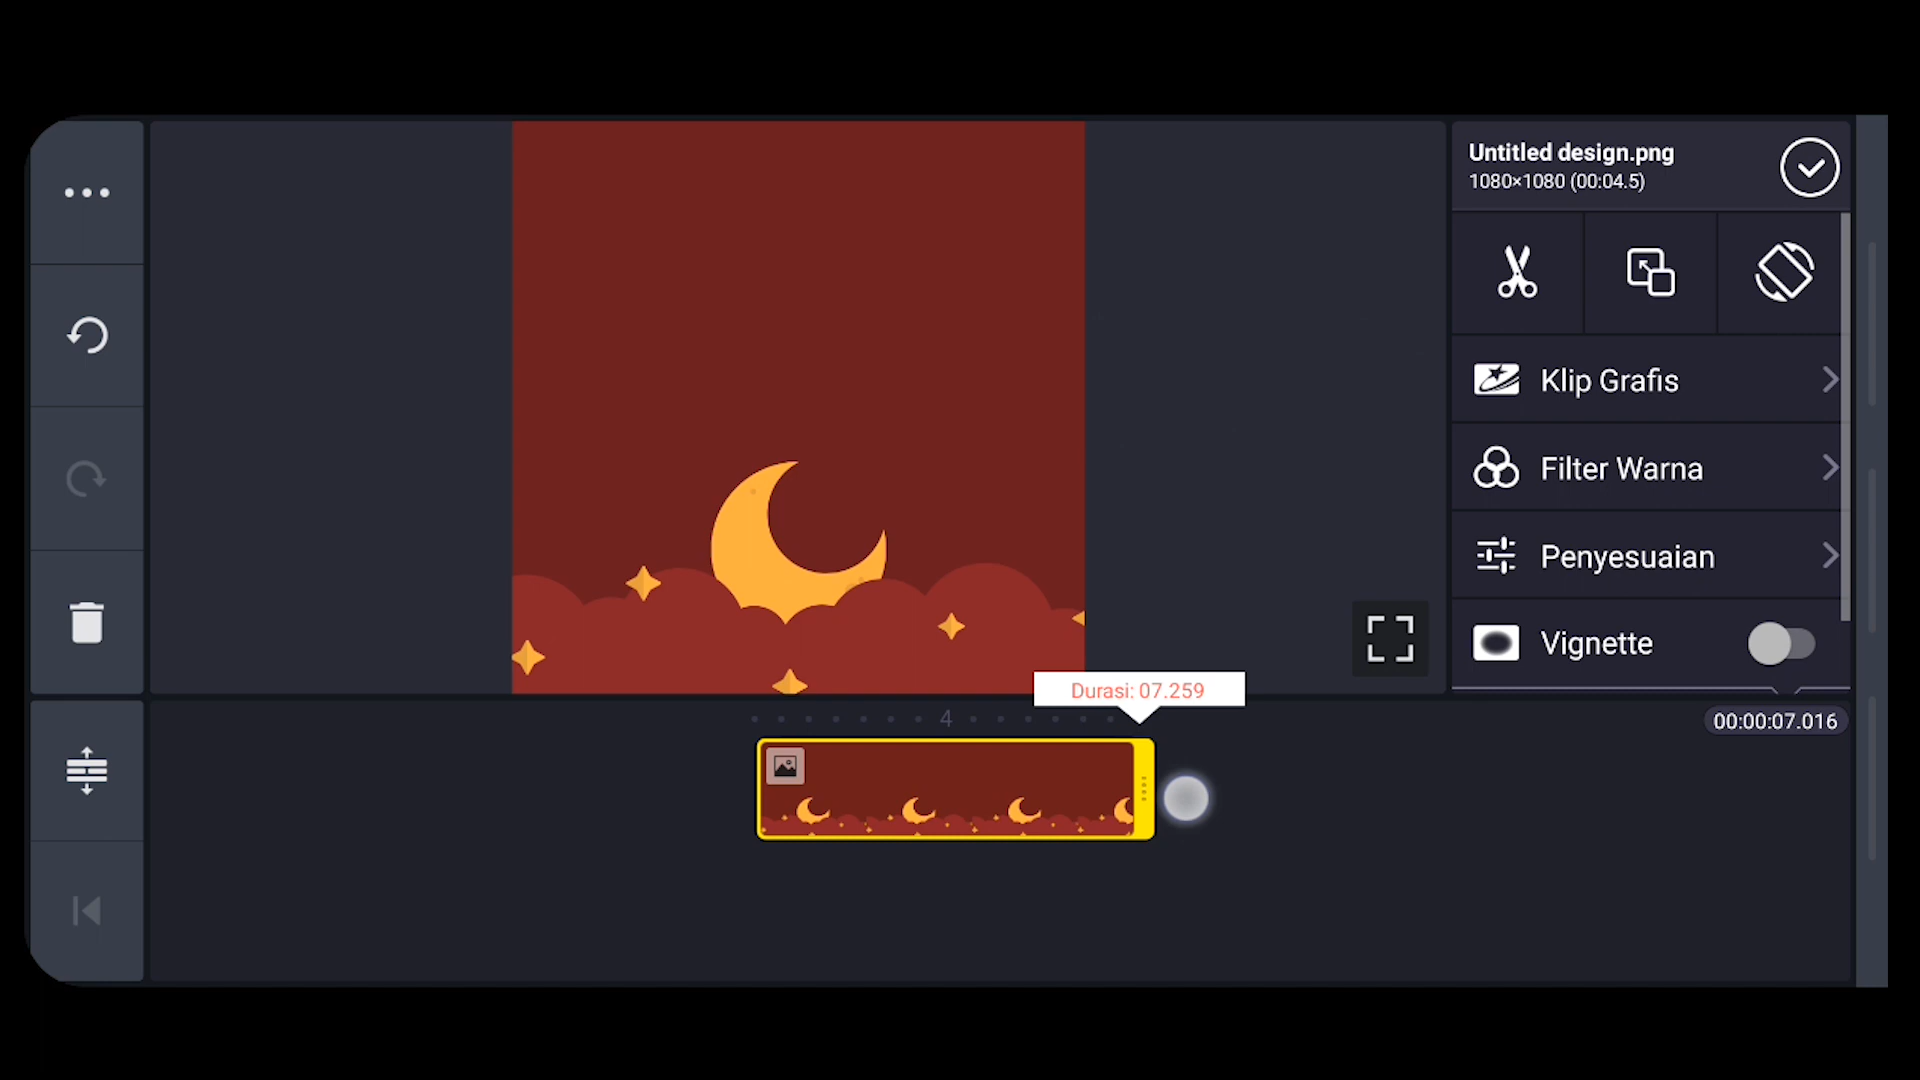 Untitled design.png
1080×1080 (00:04.5)
Klip Grafis
Filter Warna
Penyesuaian
Vignette
Durasi: 07.259
4
00:00:07.016